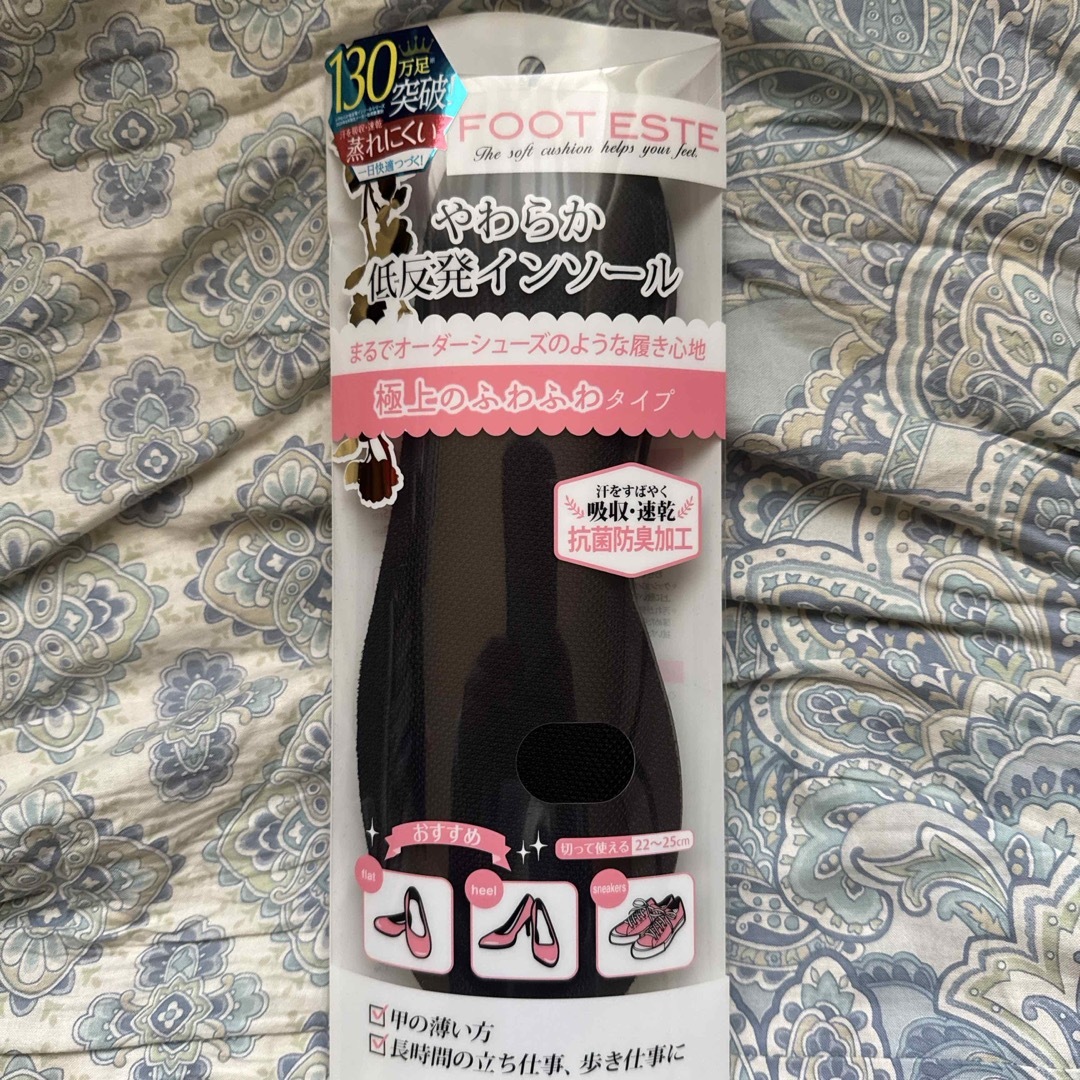 130万足※
突破!
汗を吸収・速乾
蒸れにくい
一日快適つづく!
FOOT ESTE
The soft cushion helps your feet.
やわらか
低反発インソール
まるでオーダーシューズのような履き心地
極上のふわふわタイプ
汗をすばやく
吸収・速乾
抗菌防臭加工
おすすめ
切って使える 22〜25cm
flat
heel
sneakers
甲の薄い方
長時間の立ち仕事、歩き仕事に